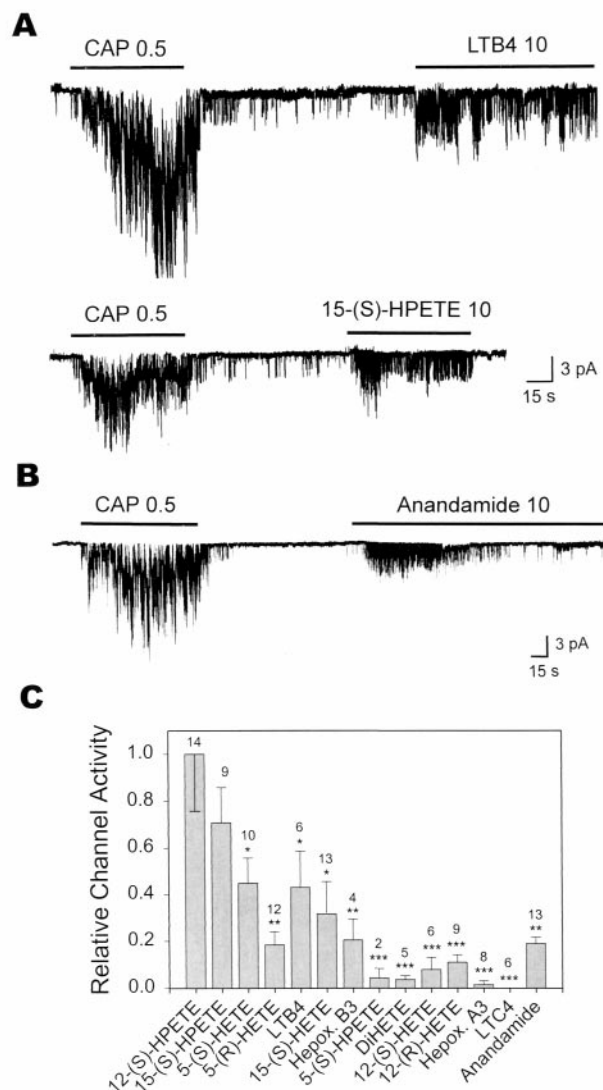 A
CAP 0.5 LTB4 10
CAP 0.5 15-(S)-HPETE 10
3 pA
15 s
B
CAP 0.5 Anandamide 10
3 pA
15 s
C
Relative Channel Activity
1.0
0.8
0.6
0.4
0.2
0.0
14
9
10
*
12
**
6
*
13
*
4
**
2
***
5
***
6
***
9
***
8
***
6
***
13
**
12-(S)-HPETE
15-(S)-HPETE
5-(S)-HETE
5-(R)-HETE
LTB4
15-(S)-HETE
Hepox. B3
5-(S)-HPETE
DiHETE
12-(S)-HETE
12-(R)-HETE
Hepox. A3
LTC4
Anandamide